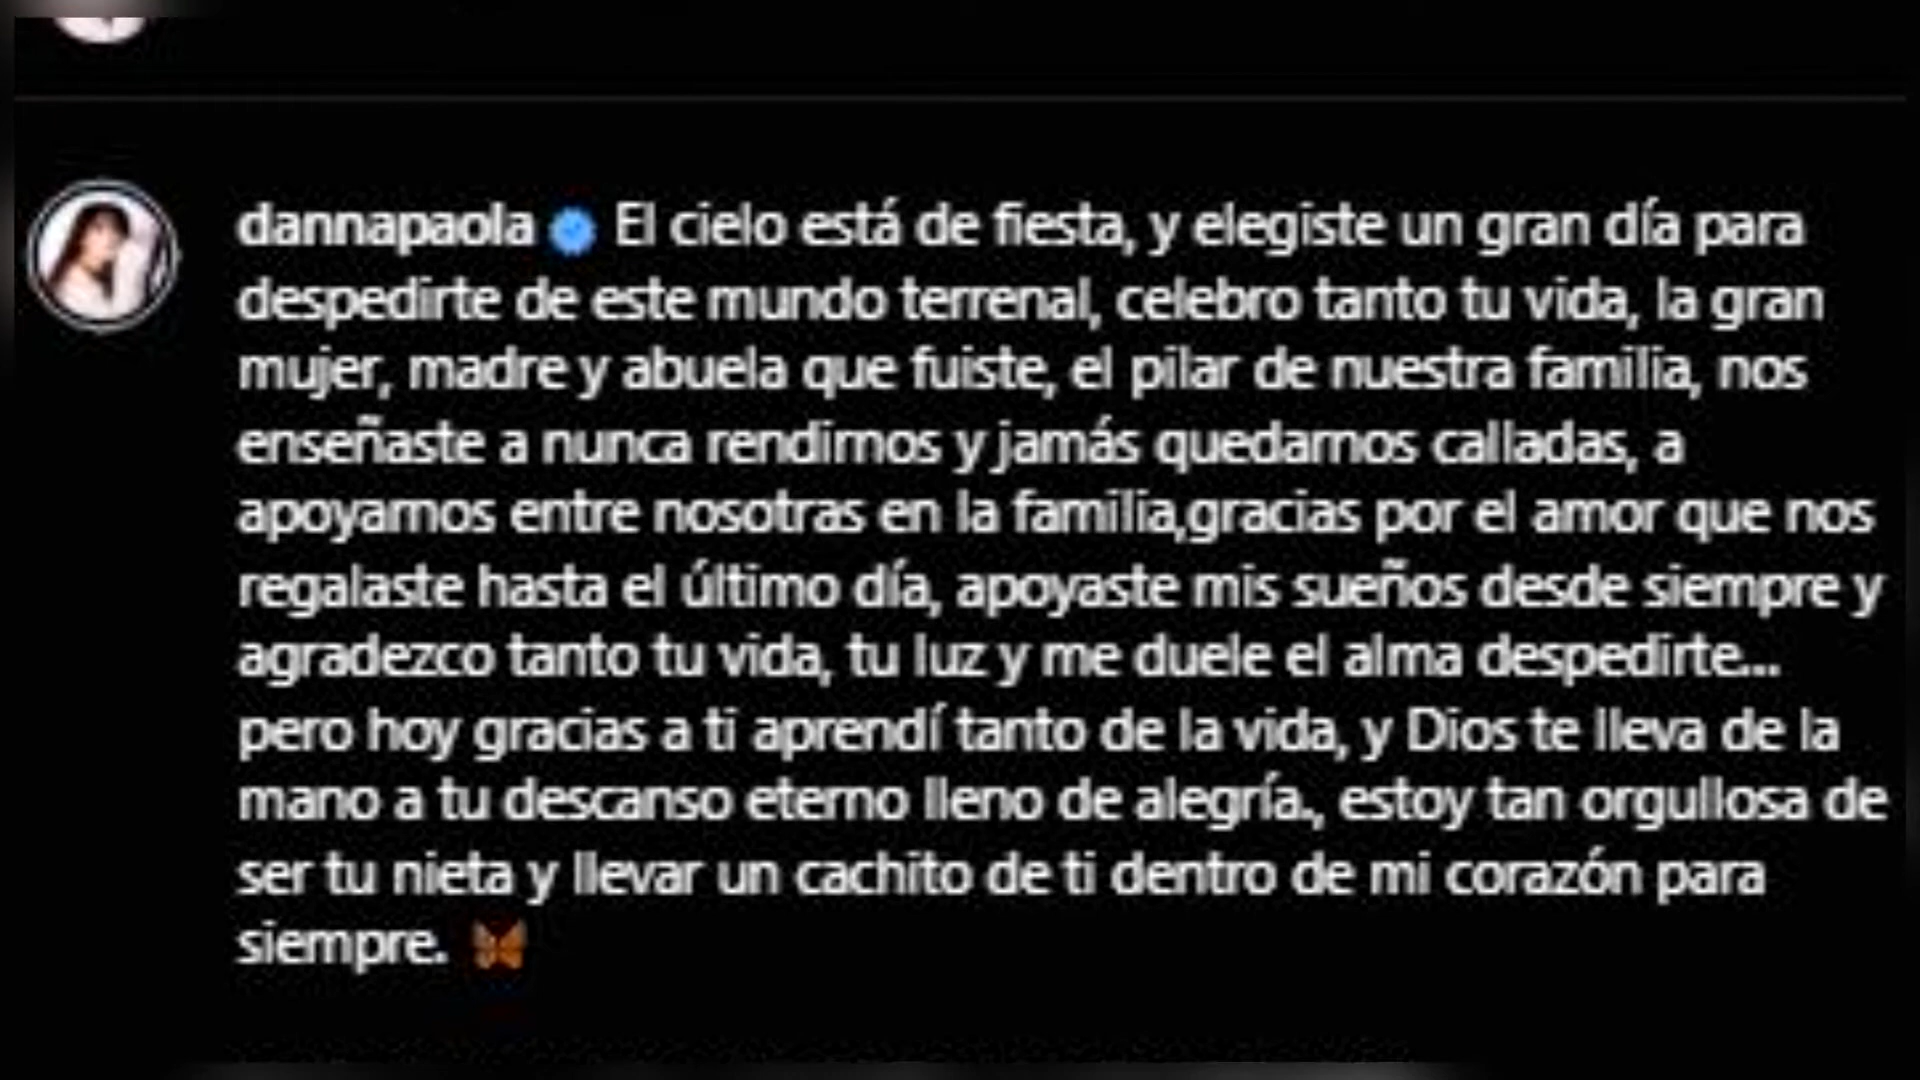 dannapaola El cielo está de fiesta, y elegiste un gran día para
despedirte de este mundo terrenal, celebro tanto tu vida, la gran
mujer, madre y abuela que fuiste, el pilar de nuestra familia, nos
enseñaste a nunca rendirnos y jamás quedarnos calladas, a
apoyarnos entre nosotras en la familia,gracias por el amor que nos
regalaste hasta el último día, apoyaste mis sueños desde siempre y
agradezco tanto tu vida, tu luz y me duele el alma despedirte...
pero hoy gracias a ti aprendí tanto de la vida, y Dios te lleva de la
mano a tu descanso eterno lleno de alegría., estoy tan orgullosa de
ser tu nieta y llevar un cachito de ti dentro de mi corazón para
siempre. 🦋